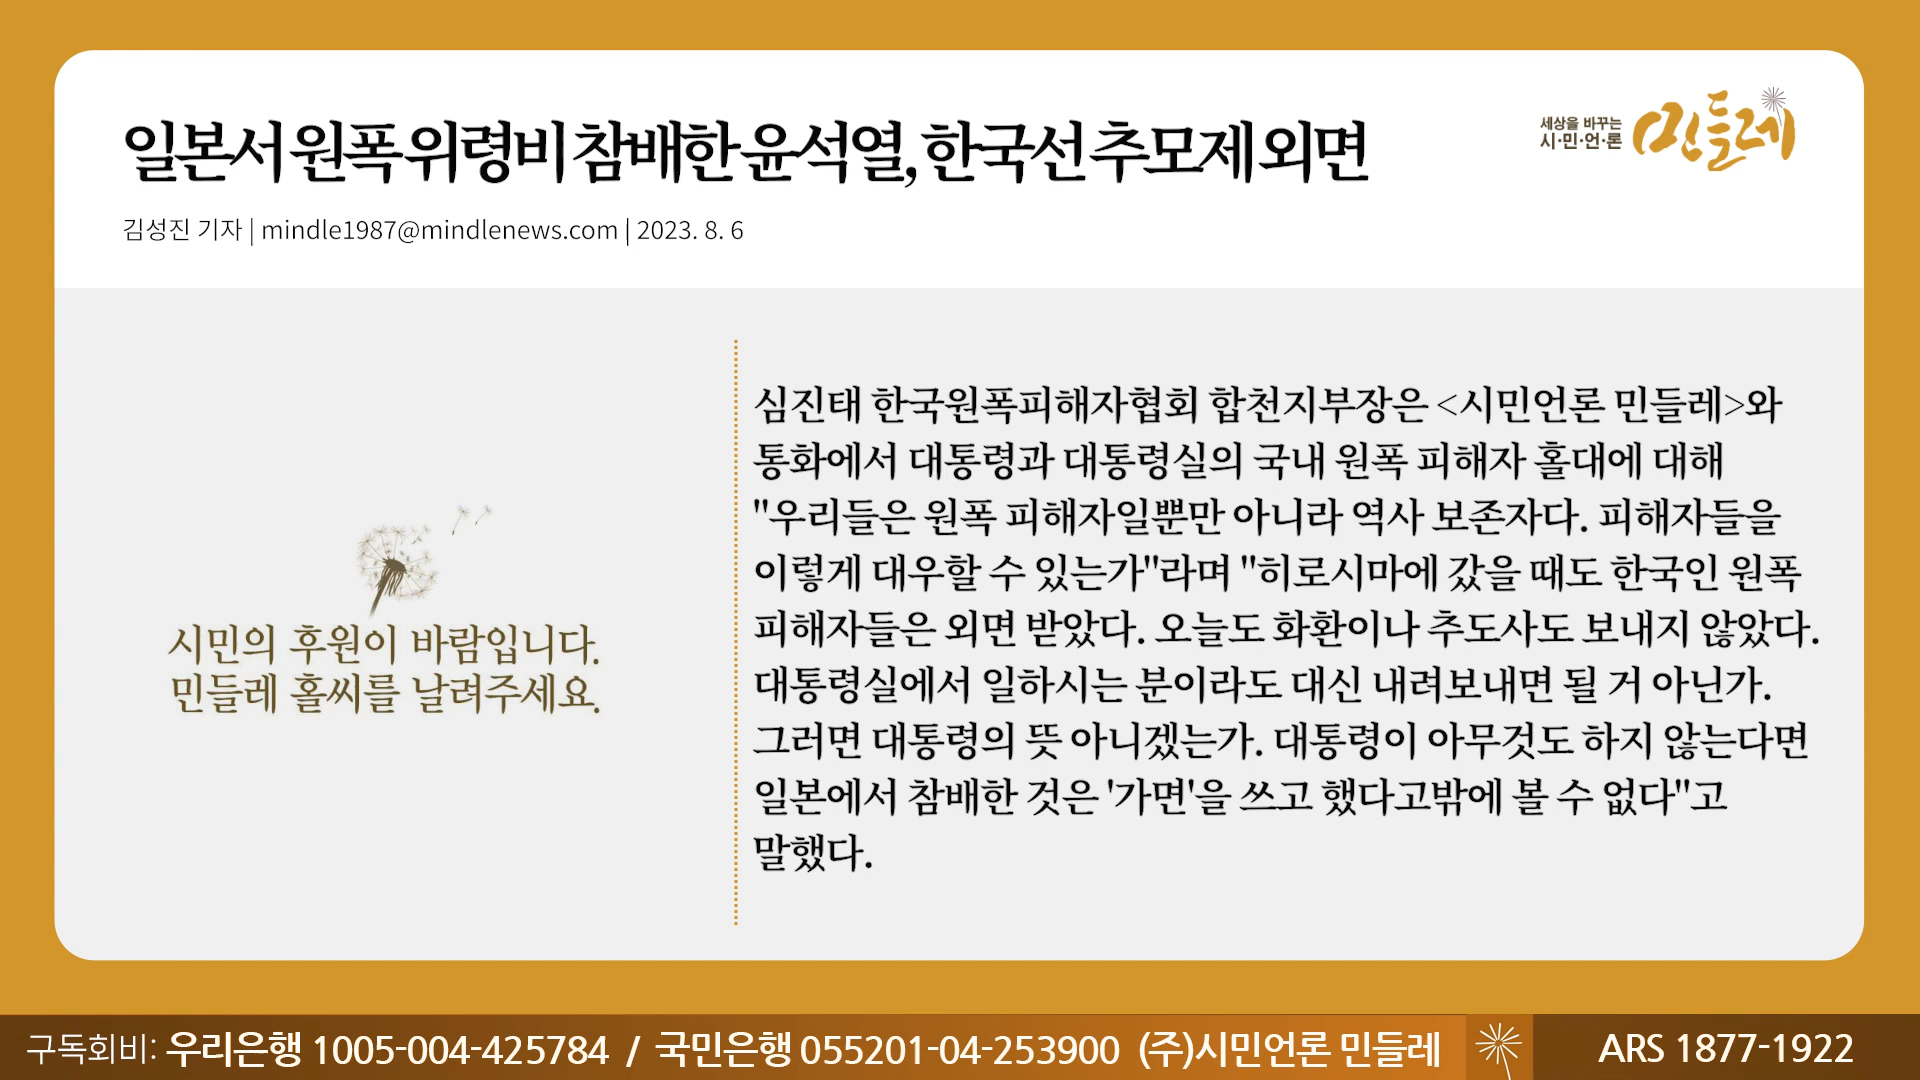 일본서 원폭 위령비 참배한 윤석열, 한국선 추모제 외면
세상을 바꾸는
시·민·언·론
민들레
김성진 기자 | mindle1987@mindlenews.com | 2023. 8. 6
시민의 후원이 바람입니다.
민들레 홀씨를 날려주세요.
심진태 한국원폭피해자협회 합천지부장은 <시민언론 민들레>와
통화에서 대통령과 대통령실의 국내 원폭 피해자 홀대에 대해
"우리들은 원폭 피해자일뿐만 아니라 역사 보존자다. 피해자들을
이렇게 대우할 수 있는가"라며 "히로시마에 갔을 때도 한국인 원폭
피해자들은 외면 받았다. 오늘도 화환이나 추도사도 보내지 않았다.
대통령실에서 일하시는 분이라도 대신 내려보내면 될 거 아닌가.
그러면 대통령의 뜻 아니겠는가. 대통령이 아무것도 하지 않는다면
일본에서 참배한 것은 '가면'을 쓰고 했다고밖에 볼 수 없다"고
말했다.
구독회비: 우리은행 1005-004-425784 / 국민은행 055201-04-253900 (주)시민언론 민들레
ARS 1877-1922